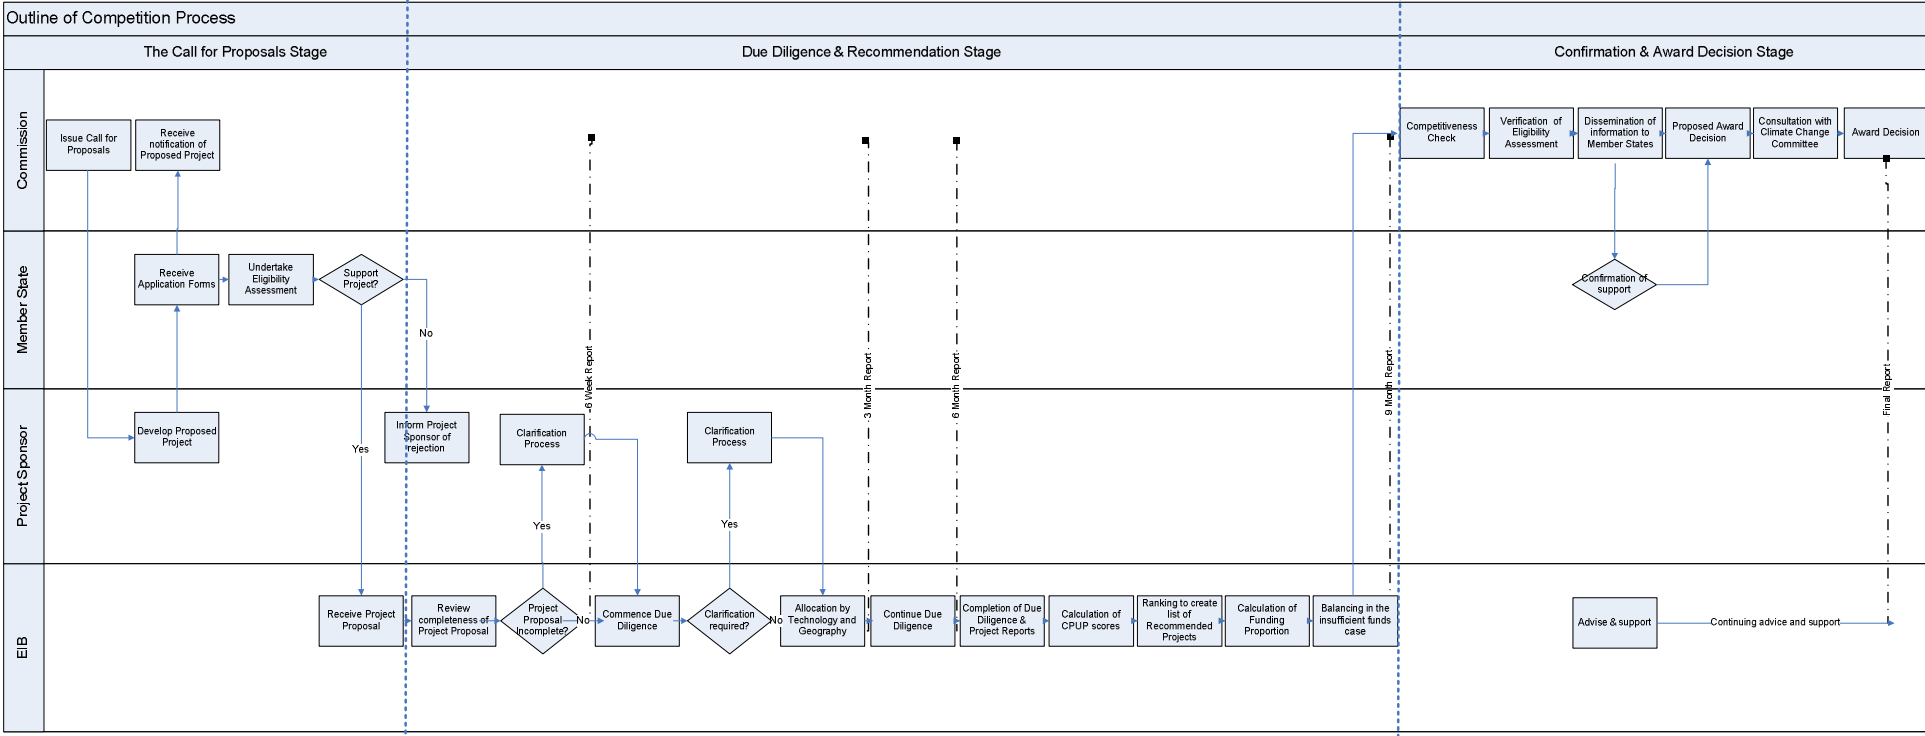 Outline of Competition Process
The Call for Proposals Stage
Due Diligence & Recommendation Stage
Confirmation & Award Decision Stage
Commission
Issue Call for
Proposals
Receive
notification of
Proposed Project
Competitiveness
Check
Verification of
Eligibility
Assessment
Dissemination of
information to
Member States
Proposed Award
Decision
Consultation with
Climate Change
Committee
Award Decision
Member State
Receive
Application Forms
Undertake
Eligibility
Assessment
Support
Project?
No
Confirmation of
support
6 Week Report
3 Month Report
6 Month Report
9 Month Report
Final Report
Project Sponsor
Develop Proposed
Project
Yes
Inform Project
Sponsor of
rejection
Clarification
Process
Yes
Clarification
Process
Yes
EIB
Receive Project
Proposal
Review
completeness of
Project Proposal
Project
Proposal
Incomplete?
No
Commence Due
Diligence
Clarification
required?
No
Allocation by
Technology and
Geography
Continue Due
Diligence
Completion of Due
Diligence &
Project Reports
Calculation of
CPUP scores
Ranking to create
list of
Recommended
Projects
Calculation of
Funding
Proportion
Balancing in the
insufficient funds
case
Advise & support
Continuing advice and support